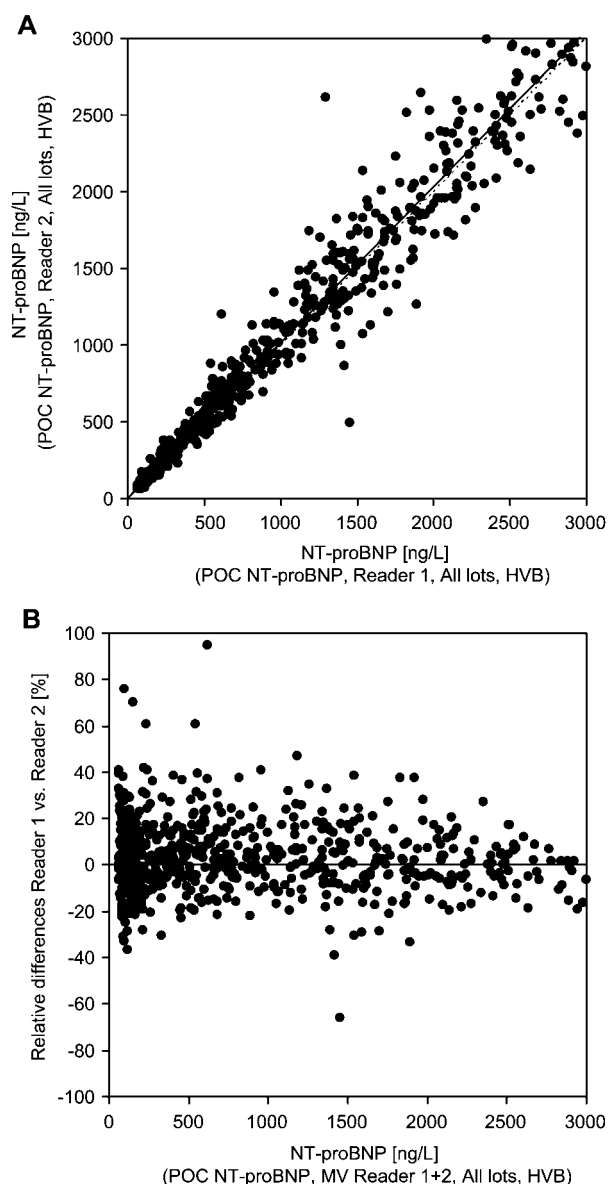 A
NT-proBNP [ng/L]
(POC NT-proBNP, Reader 2, All lots, HVB)
3000
2500
2000
1500
1000
500
0
0 500 1000 1500 2000 2500 3000
NT-proBNP [ng/L]
(POC NT-proBNP, Reader 1, All lots, HVB)
B
Relative differences Reader 1 vs. Reader 2 [%]
100
80
60
40
20
0
-20
-40
-60
-80
-100
0 500 1000 1500 2000 2500 3000
NT-proBNP [ng/L]
(POC NT-proBNP, MV Reader 1+2, All lots, HVB)